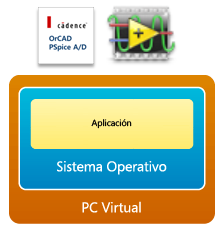 cādence
OrCAD
PSpice A/D
Aplicación
Sistema Operativo
PC Virtual